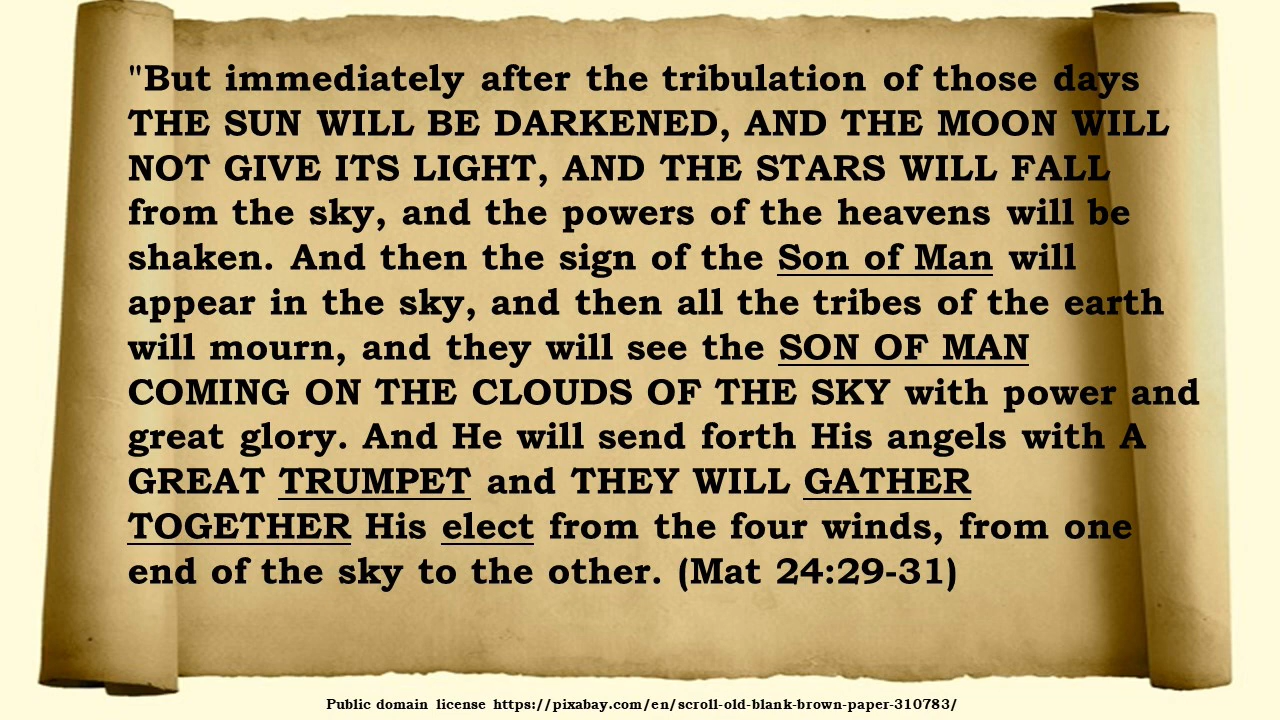 "But immediately after the tribulation of those days
THE SUN WILL BE DARKENED, AND THE MOON WILL
NOT GIVE ITS LIGHT, AND THE STARS WILL FALL
from the sky, and the powers of the heavens will be
shaken. And then the sign of the Son of Man will
appear in the sky, and then all the tribes of the earth
will mourn, and they will see the SON OF MAN
COMING ON THE CLOUDS OF THE SKY with power and
great glory. And He will send forth His angels with A
GREAT TRUMPET and THEY WILL GATHER
TOGETHER His elect from the four winds, from one
end of the sky to the other. (Mat 24:29-31)
Public domain license https://pixabay.com/en/scroll-old-blank-brown-paper-310783/